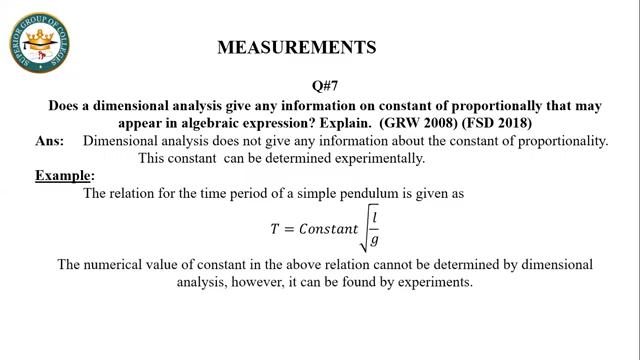 SUPERIOR GROUP OF COLLEGES
MEASUREMENTS
Q#7
Does a dimensional analysis give any information on constant of proportionally that may
appear in algebraic expression? Explain. (GRW 2008) (FSD 2018)
Ans: Dimensional analysis does not give any information about the constant of proportionality.
This constant can be determined experimentally.
Example:
The relation for the time period of a simple pendulum is given as
T = Constant √(l/g)
The numerical value of constant in the above relation cannot be determined by dimensional
analysis, however, it can be found by experiments.